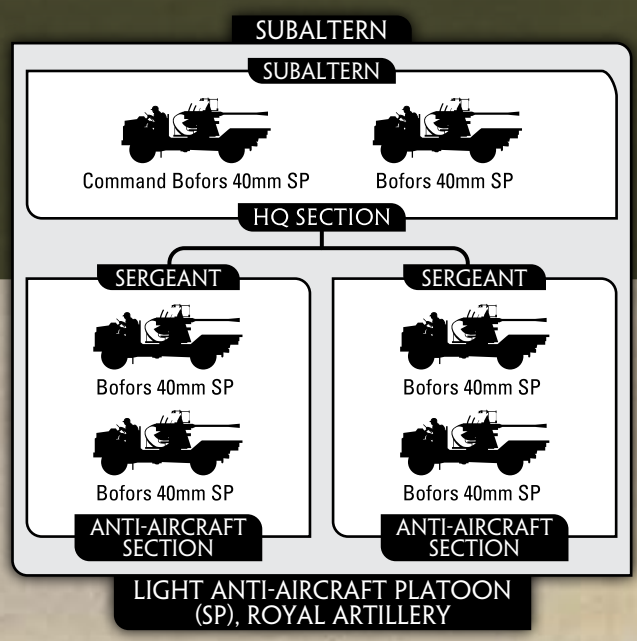 SUBALTERN
SUBALTERN
Command Bofors 40mm SP
Bofors 40mm SP
HQ SECTION
SERGEANT
Bofors 40mm SP
Bofors 40mm SP
ANTI-AIRCRAFT
SECTION
SERGEANT
Bofors 40mm SP
Bofors 40mm SP
ANTI-AIRCRAFT
SECTION
LIGHT ANTI-AIRCRAFT PLATOON
(SP), ROYAL ARTILLERY